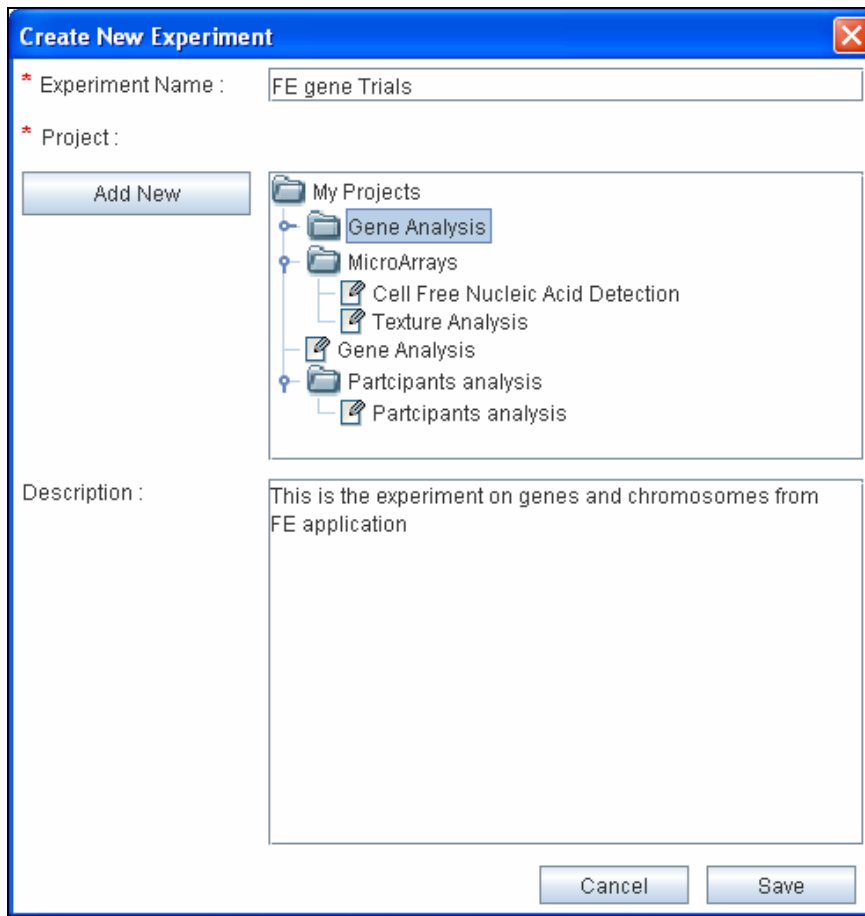 Create New Experiment
* Experiment Name :
FE gene Trials
* Project :
Add New
My Projects
Gene Analysis
MicroArrays
Cell Free Nucleic Acid Detection
Texture Analysis
Gene Analysis
Partcipants analysis
Partcipants analysis
Description :
This is the experiment on genes and chromosomes from
FE application
Cancel
Save